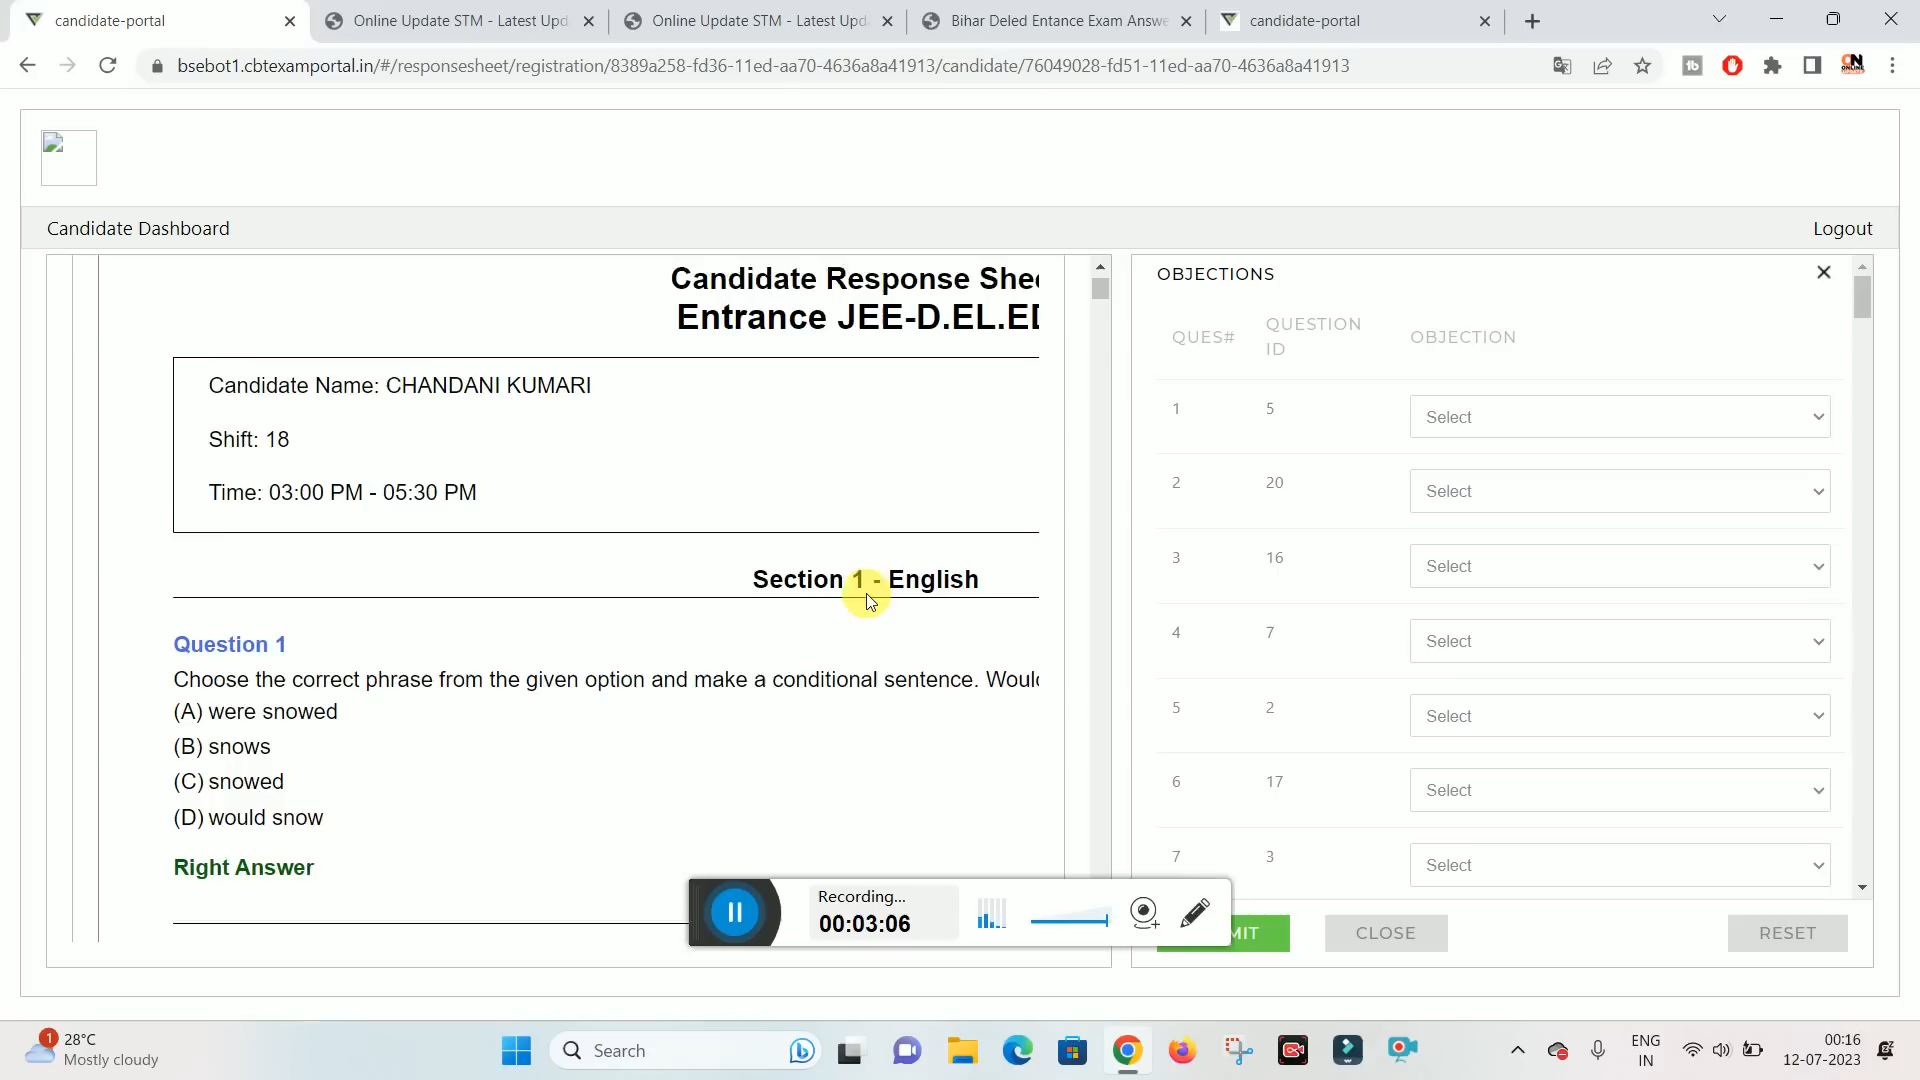 candidate-portal
Online Update STM - Latest Upd
Online Update STM - Latest Upd
Bihar Deled Entance Exam Answe
candidate-portal
bsebot1.cbtexamportal.in/#/responsesheet/registration/8389a258-fd36-11ed-aa70-4636a8a41913/candidate/76049028-fd51-11ed-aa70-4636a8a41913
Candidate Dashboard
Logout
Candidate Response Shee
Entrance JEE-D.EL.ED
Candidate Name: CHANDANI KUMARI
Shift: 18
Time: 03:00 PM - 05:30 PM
Section 1 - English
Question 1
Choose the correct phrase from the given option and make a conditional sentence. Would
(A) were snowed
(B) snows
(C) snowed
(D) would snow
Right Answer
OBJECTIONS
QUES#
QUESTION
ID
OBJECTION
1 5 Select
2 20 Select
3 16 Select
4 7 Select
5 2 Select
6 17 Select
7 3 Select
MIT
CLOSE
RESET
Recording...
00:03:06
1
28°C
Mostly cloudy
Search
ENG
IN
00:16
12-07-2023